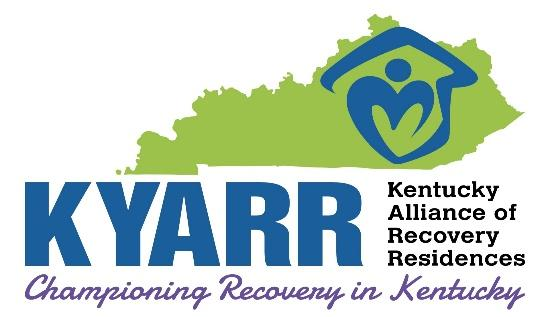 KYARR
Kentucky
Alliance of
Recovery
Residences
Championing Recovery in Kentucky